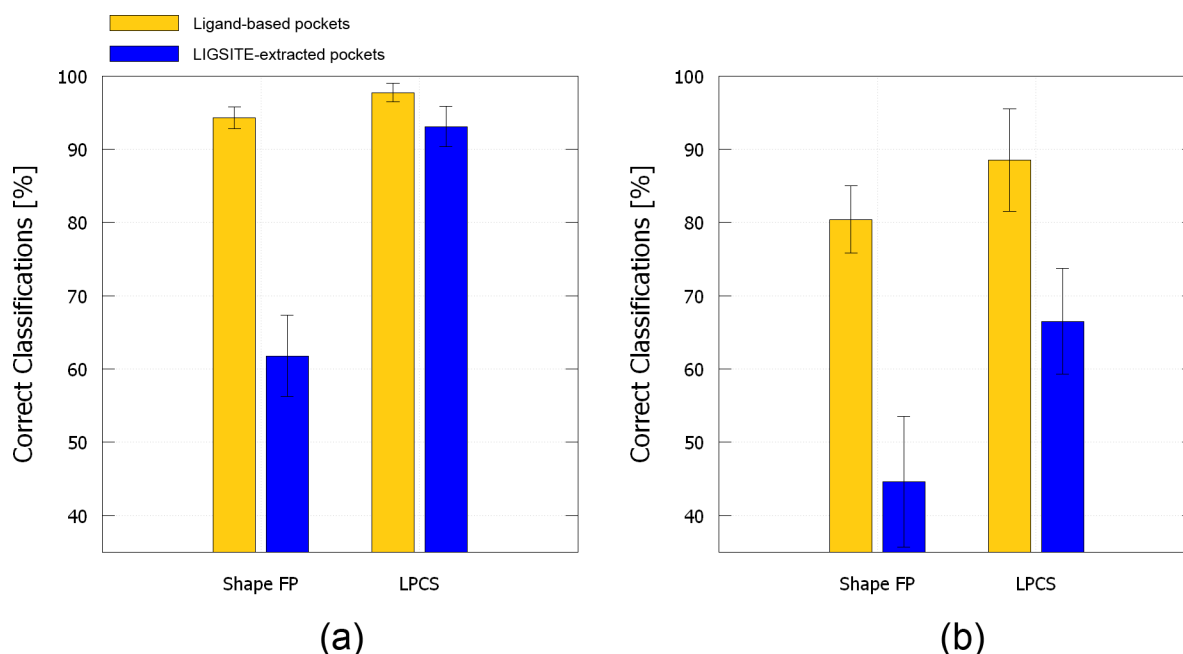 Ligand-based pockets
LIGSITE-extracted pockets
Correct Classifications [%]
100
90
80
70
60
50
40
Shape FP LPCS
(a)
Correct Classifications [%]
100
90
80
70
60
50
40
Shape FP LPCS
(b)